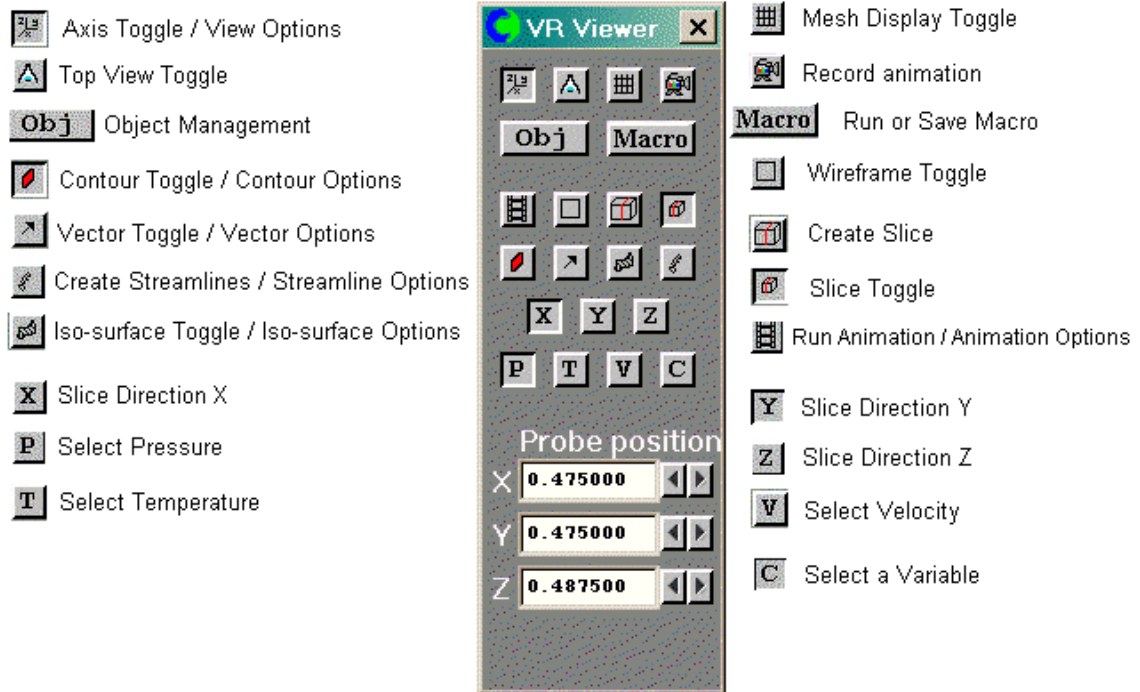 Axis Toggle / View Options
Top View Toggle
Obj Object Management
Contour Toggle / Contour Options
Vector Toggle / Vector Options
Create Streamlines / Streamline Options
Iso-surface Toggle / Iso-surface Options
X Slice Direction X
P Select Pressure
T Select Temperature
VR Viewer
Obj Macro
X Y Z
P T V C
Probe position
X 0.475000
Y 0.475000
Z 0.487500
Mesh Display Toggle
Record animation
Macro Run or Save Macro
Wireframe Toggle
Create Slice
Slice Toggle
Run Animation / Animation Options
Y Slice Direction Y
Z Slice Direction Z
V Select Velocity
C Select a Variable